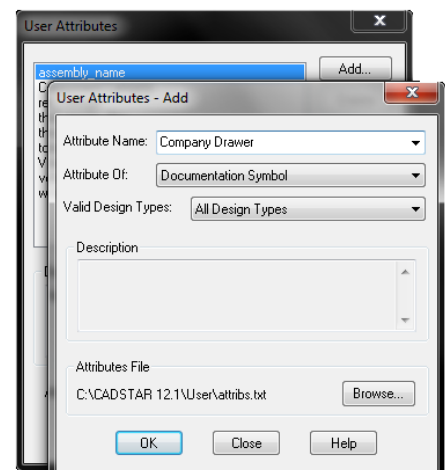 User Attributes
x
assembly_name
Add...
User Attributes - Add
x
Attribute Name: Company Drawer
Attribute Of: Documentation Symbol
Valid Design Types: All Design Types
Description
Attributes File
C:\CADSTAR 12.1\User\attribs.txt
Browse...
OK Close Help